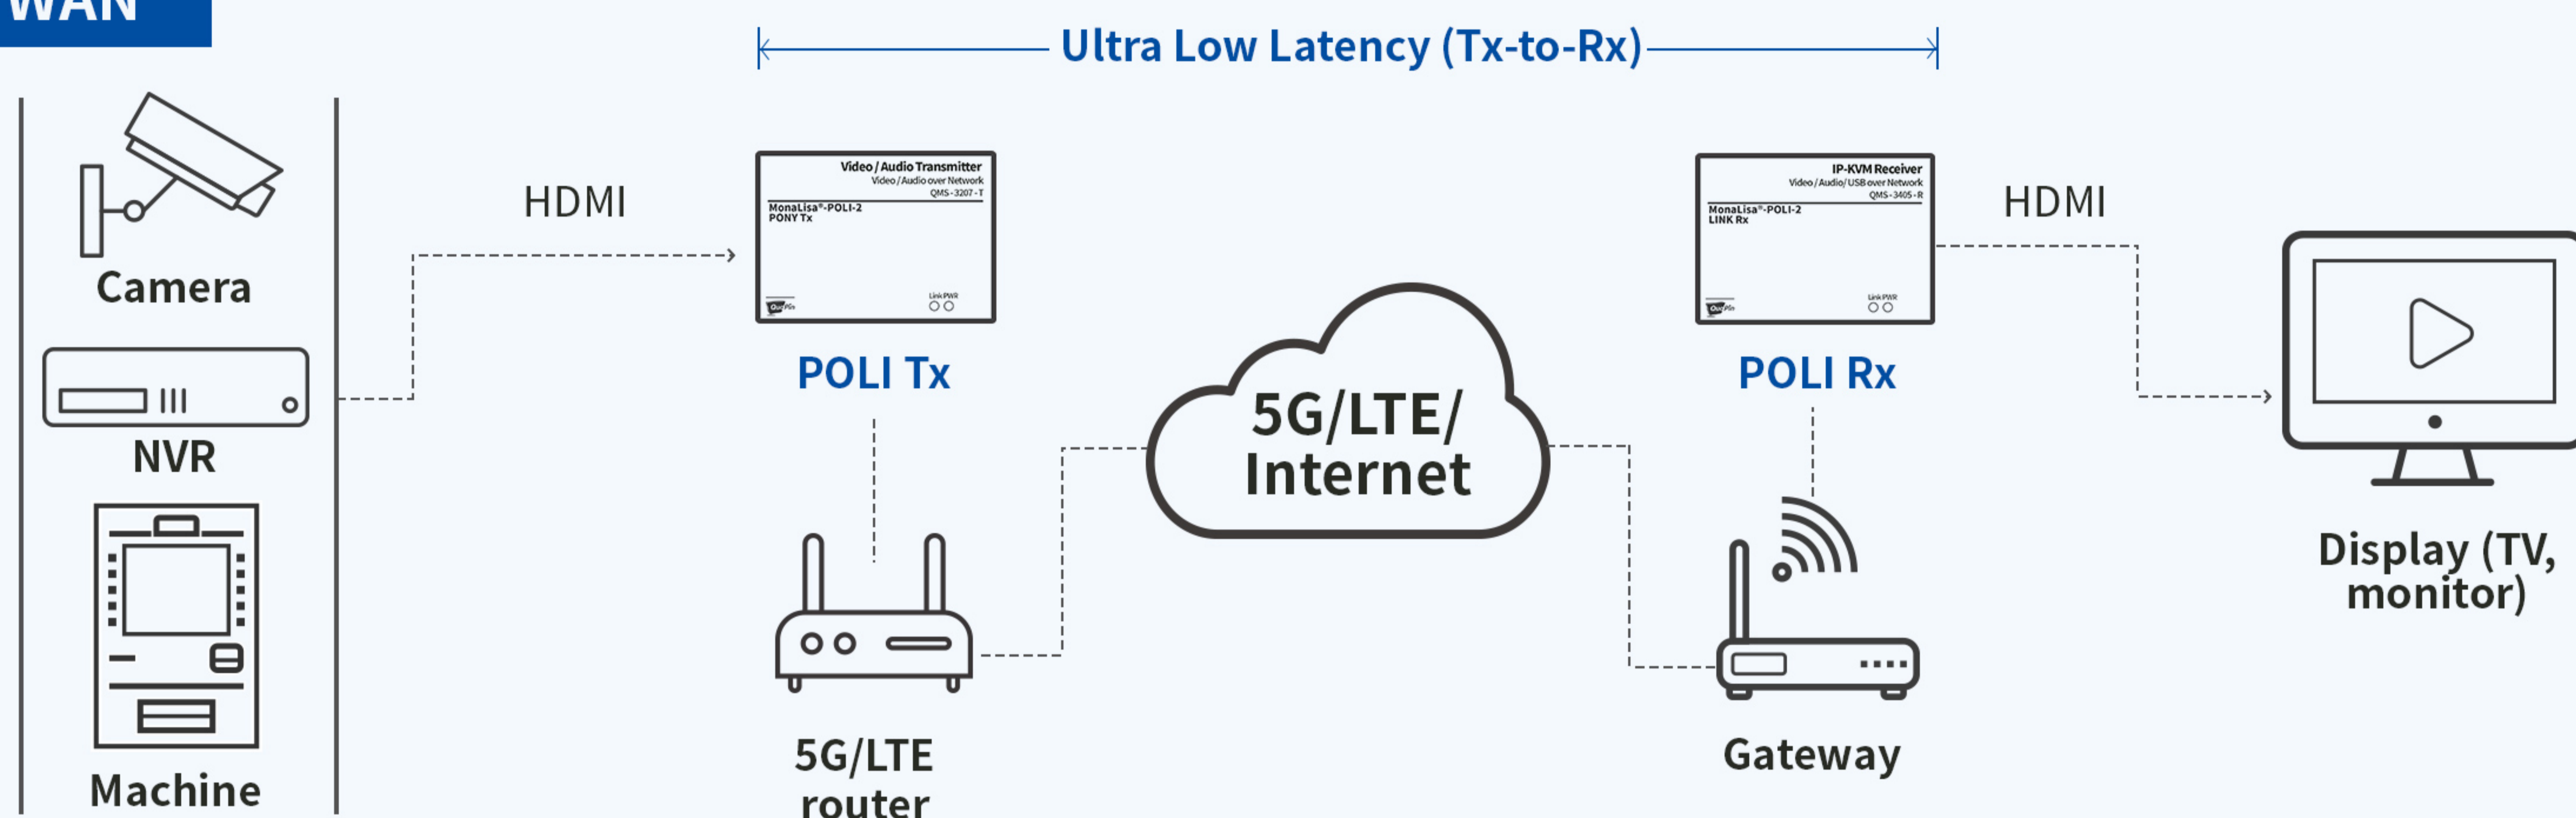 WAN
Ultra Low Latency (Tx-to-Rx)
Camera
NVR
Machine
HDMI
Video / Audio Transmitter
Video / Audio over Network
QMS-3207-T
MonaLisa®-POLI-2
PONY Tx
Link PWR
POLI Tx
5G/LTE
router
5G/LTE/
Internet
IP-KVM Receiver
Video / Audio/ USB over Network
QMS-3405-R
MonaLisa®-POLI-2
LINK Rx
Link PWR
POLI Rx
Gateway
HDMI
Display (TV,
monitor)